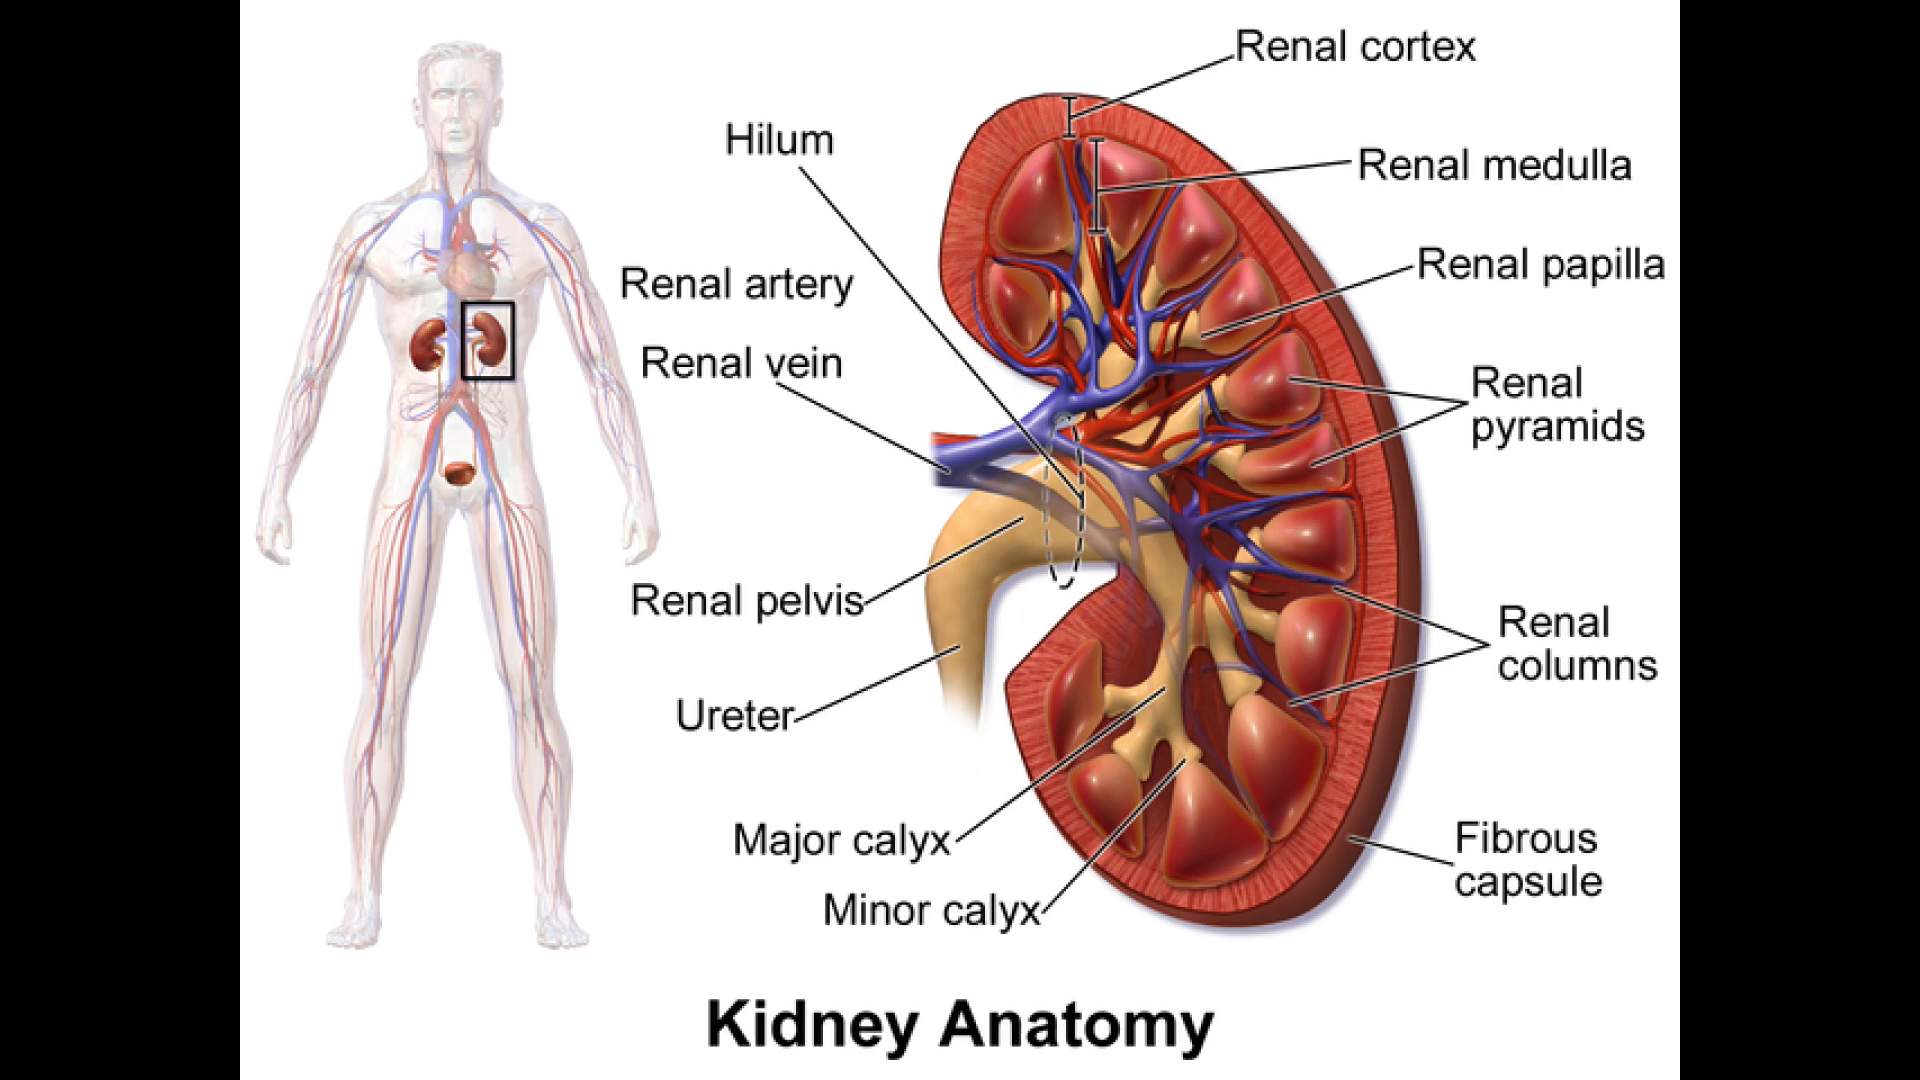 Renal cortex
Hilum
Renal medulla
Renal artery
Renal papilla
Renal vein
Renal
pyramids
Renal pelvis
Renal
columns
Ureter
Major calyx
Fibrous
capsule
Minor calyx
Kidney Anatomy